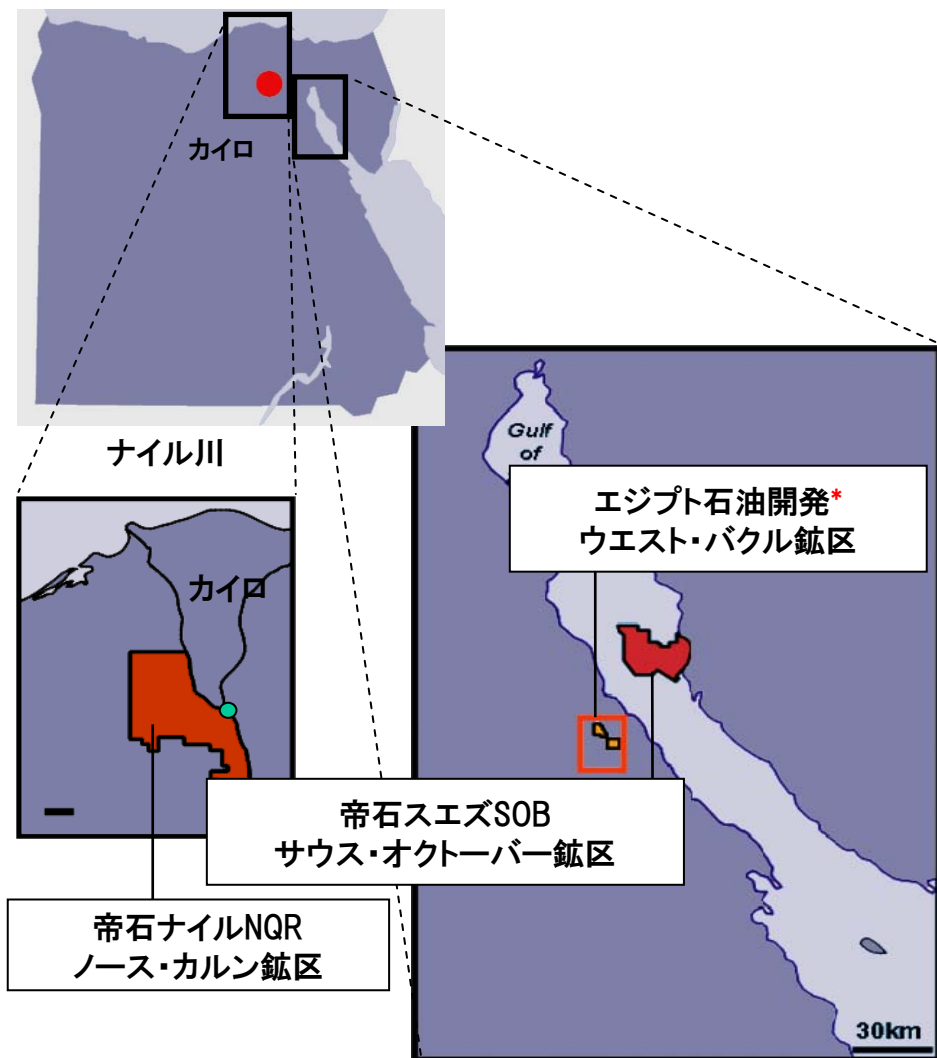 カイロ
ナイル川
Gulf
of
エジプト石油開発*
ウエスト・バクル鉱区
カイロ
帝石スエズSOB
サウス・オクトーバー鉱区
帝石ナイルNQR
ノース・カルン鉱区
30km